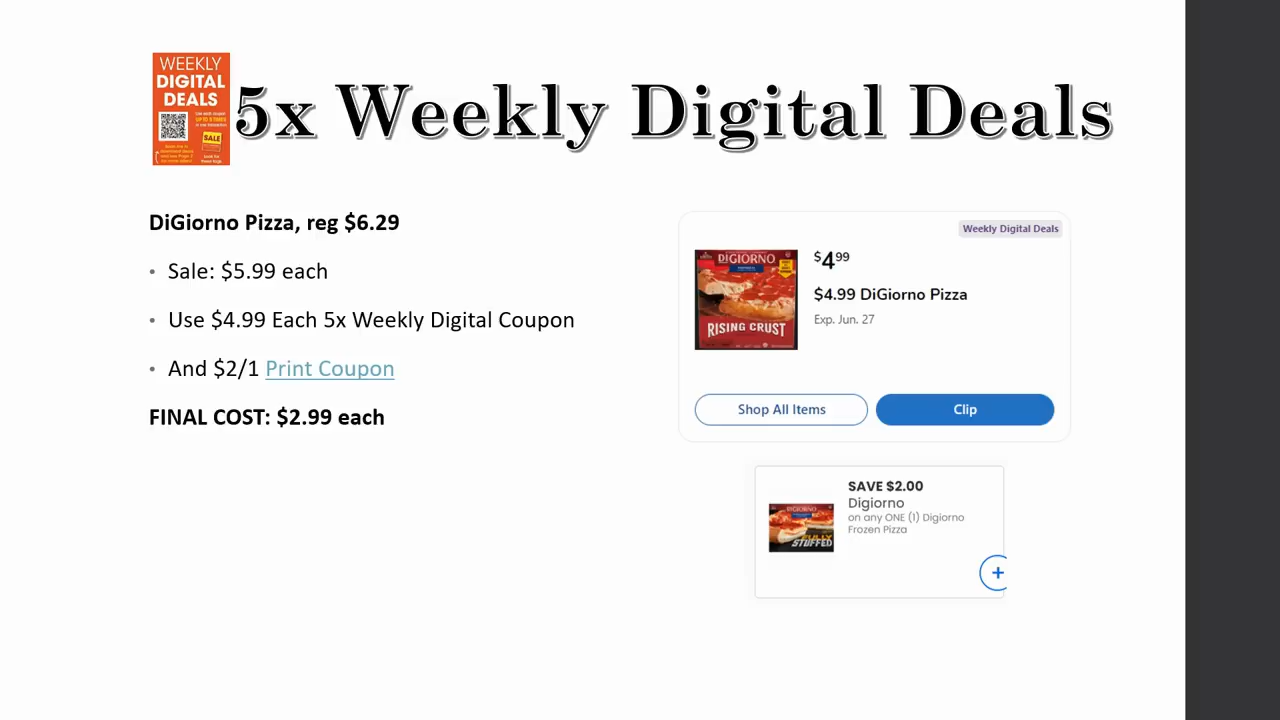 WEEKLY
DIGITAL
DEALS
SALE
5x Weekly Digital Deals
DiGiorno Pizza, reg $6.29
• Sale: $5.99 each
• Use $4.99 Each 5x Weekly Digital Coupon
• And $2/1 Print Coupon
FINAL COST: $2.99 each
Weekly Digital Deals
DIGIORNO
RISING CRUST
$4.99
$4.99 DiGiorno Pizza
Exp. Jun. 27
Shop All Items
Clip
SAVE $2.00
Digiorno
on any ONE (1) Digiorno
Frozen Pizza
DIGIORNO
FULLY
STUFFED
+